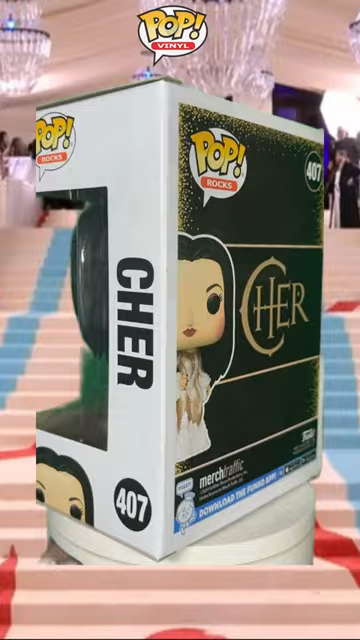 POP!
VINYL
POP!
ROCKS
CHER
407
POP!
ROCKS
407
CHER
merchtraffic
DOWNLOAD THE FUNKO APP!